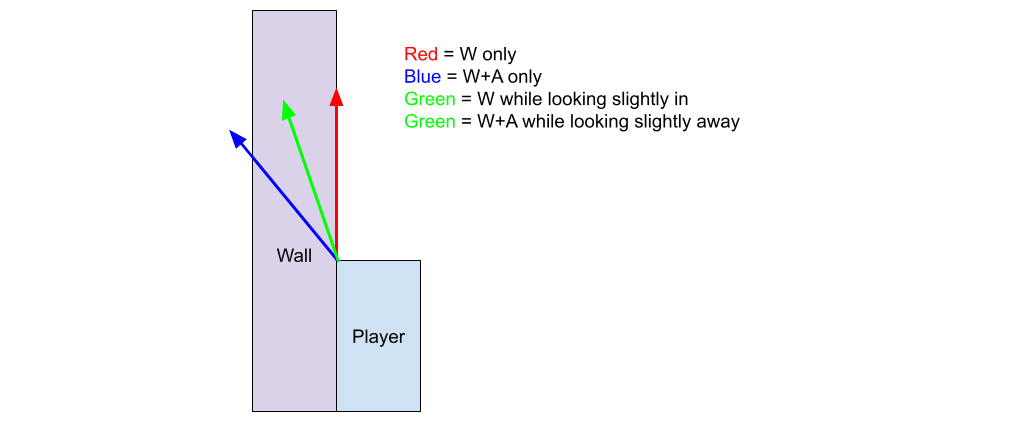 Red = W only
Blue = W+A only
Green = W while looking slightly in
Green = W+A while looking slightly away
Wall
Player